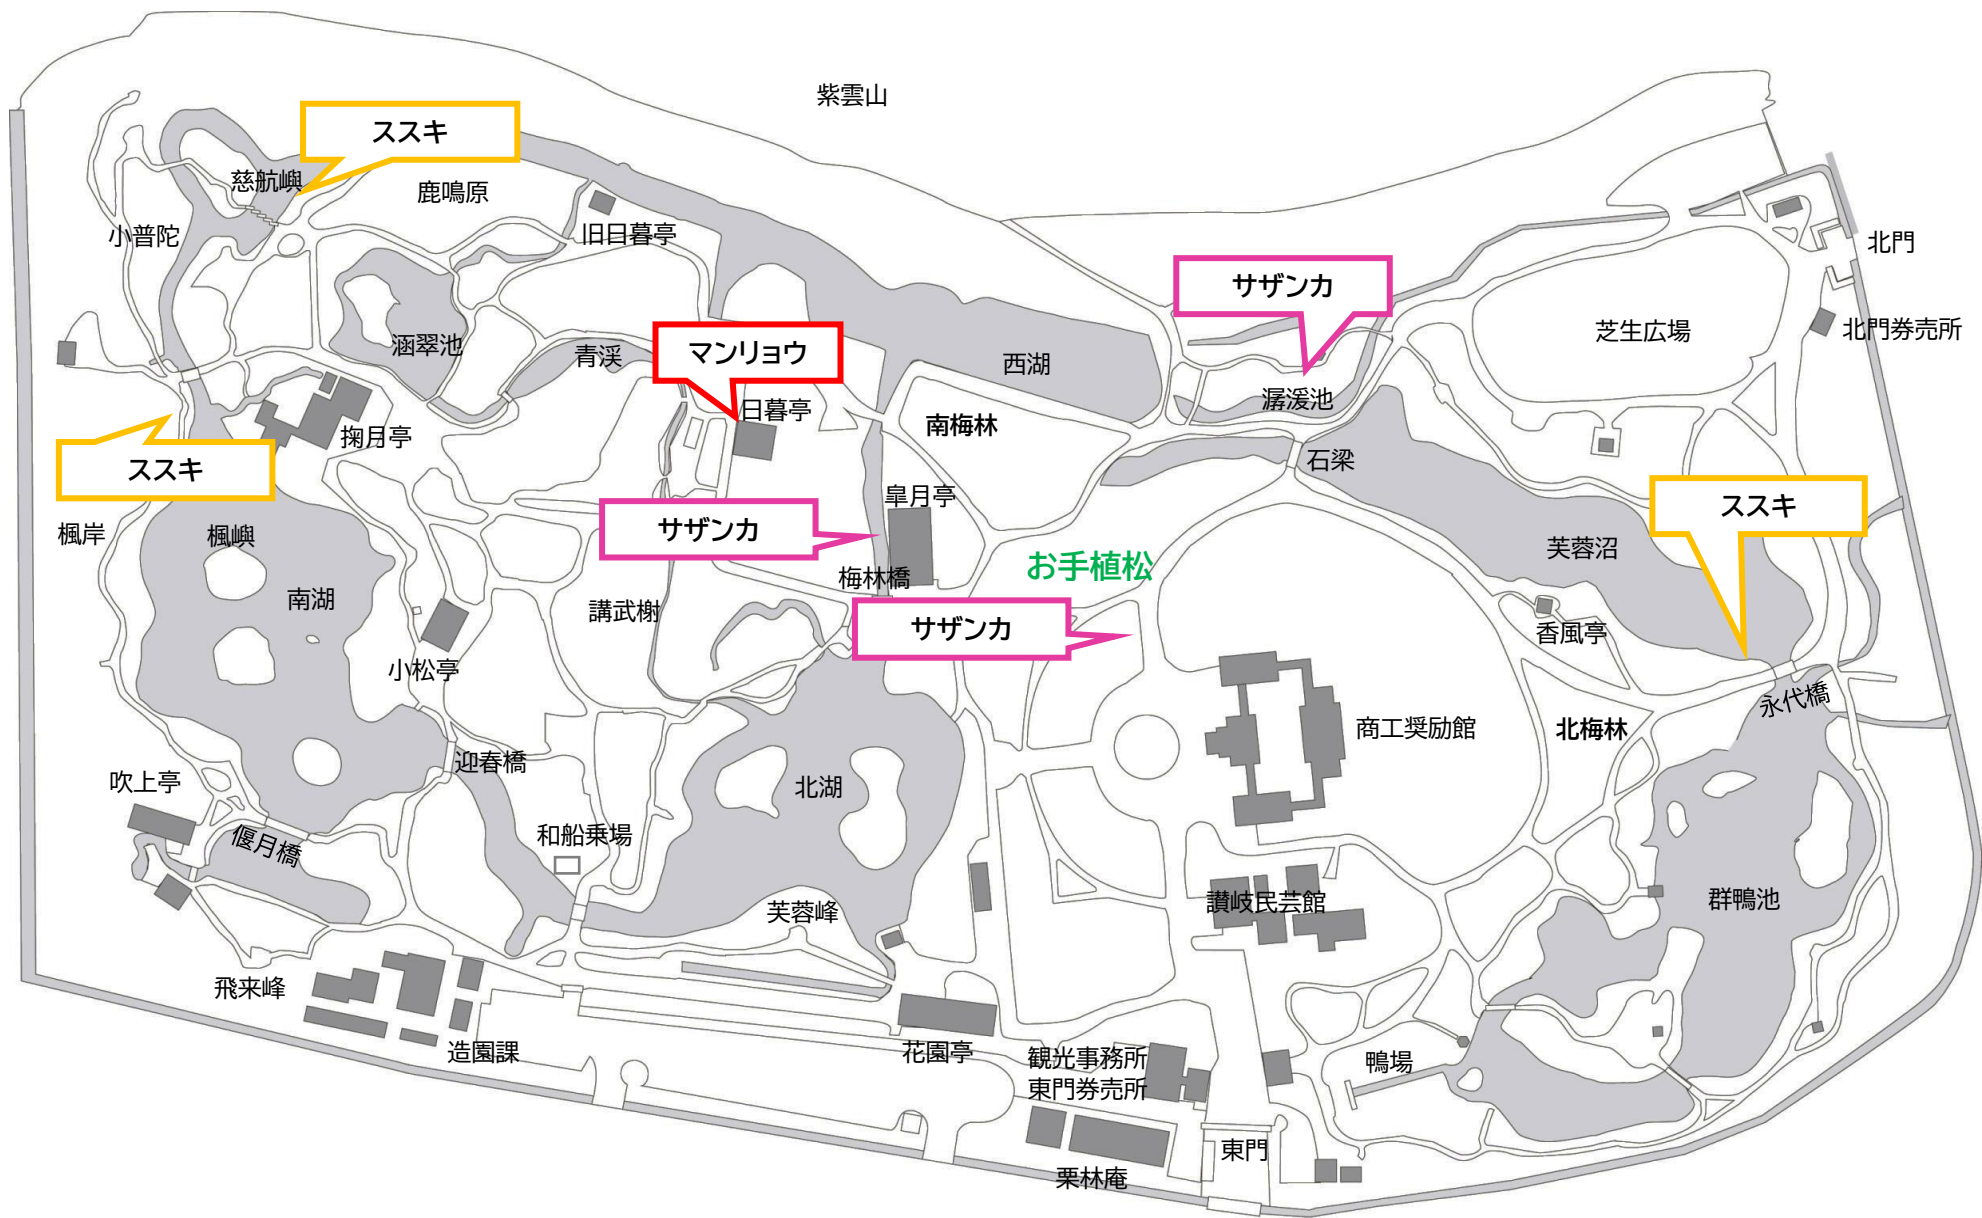 紫雲山
ススキ
慈航嶼
鹿鳴原
小普陀
旧日暮亭
北門
サザンカ
芝生広場
北門券売所
涵翠池
青渓
マンリョウ
西湖
潺湲池
日暮亭
南梅林
掬月亭
石梁
ススキ
皐月亭
ススキ
楓岸
楓嶼
サザンカ
芙蓉沼
お手植松
梅林橋
南湖
講武榭
サザンカ
香風亭
小松亭
永代橋
商工奨励館
北梅林
迎春橋
吹上亭
北湖
和船乗場
偃月橋
讃岐民芸館
群鴨池
芙蓉峰
飛来峰
造園課
花園亭
観光事務所
東門券売所
鴨場
東門
栗林庵